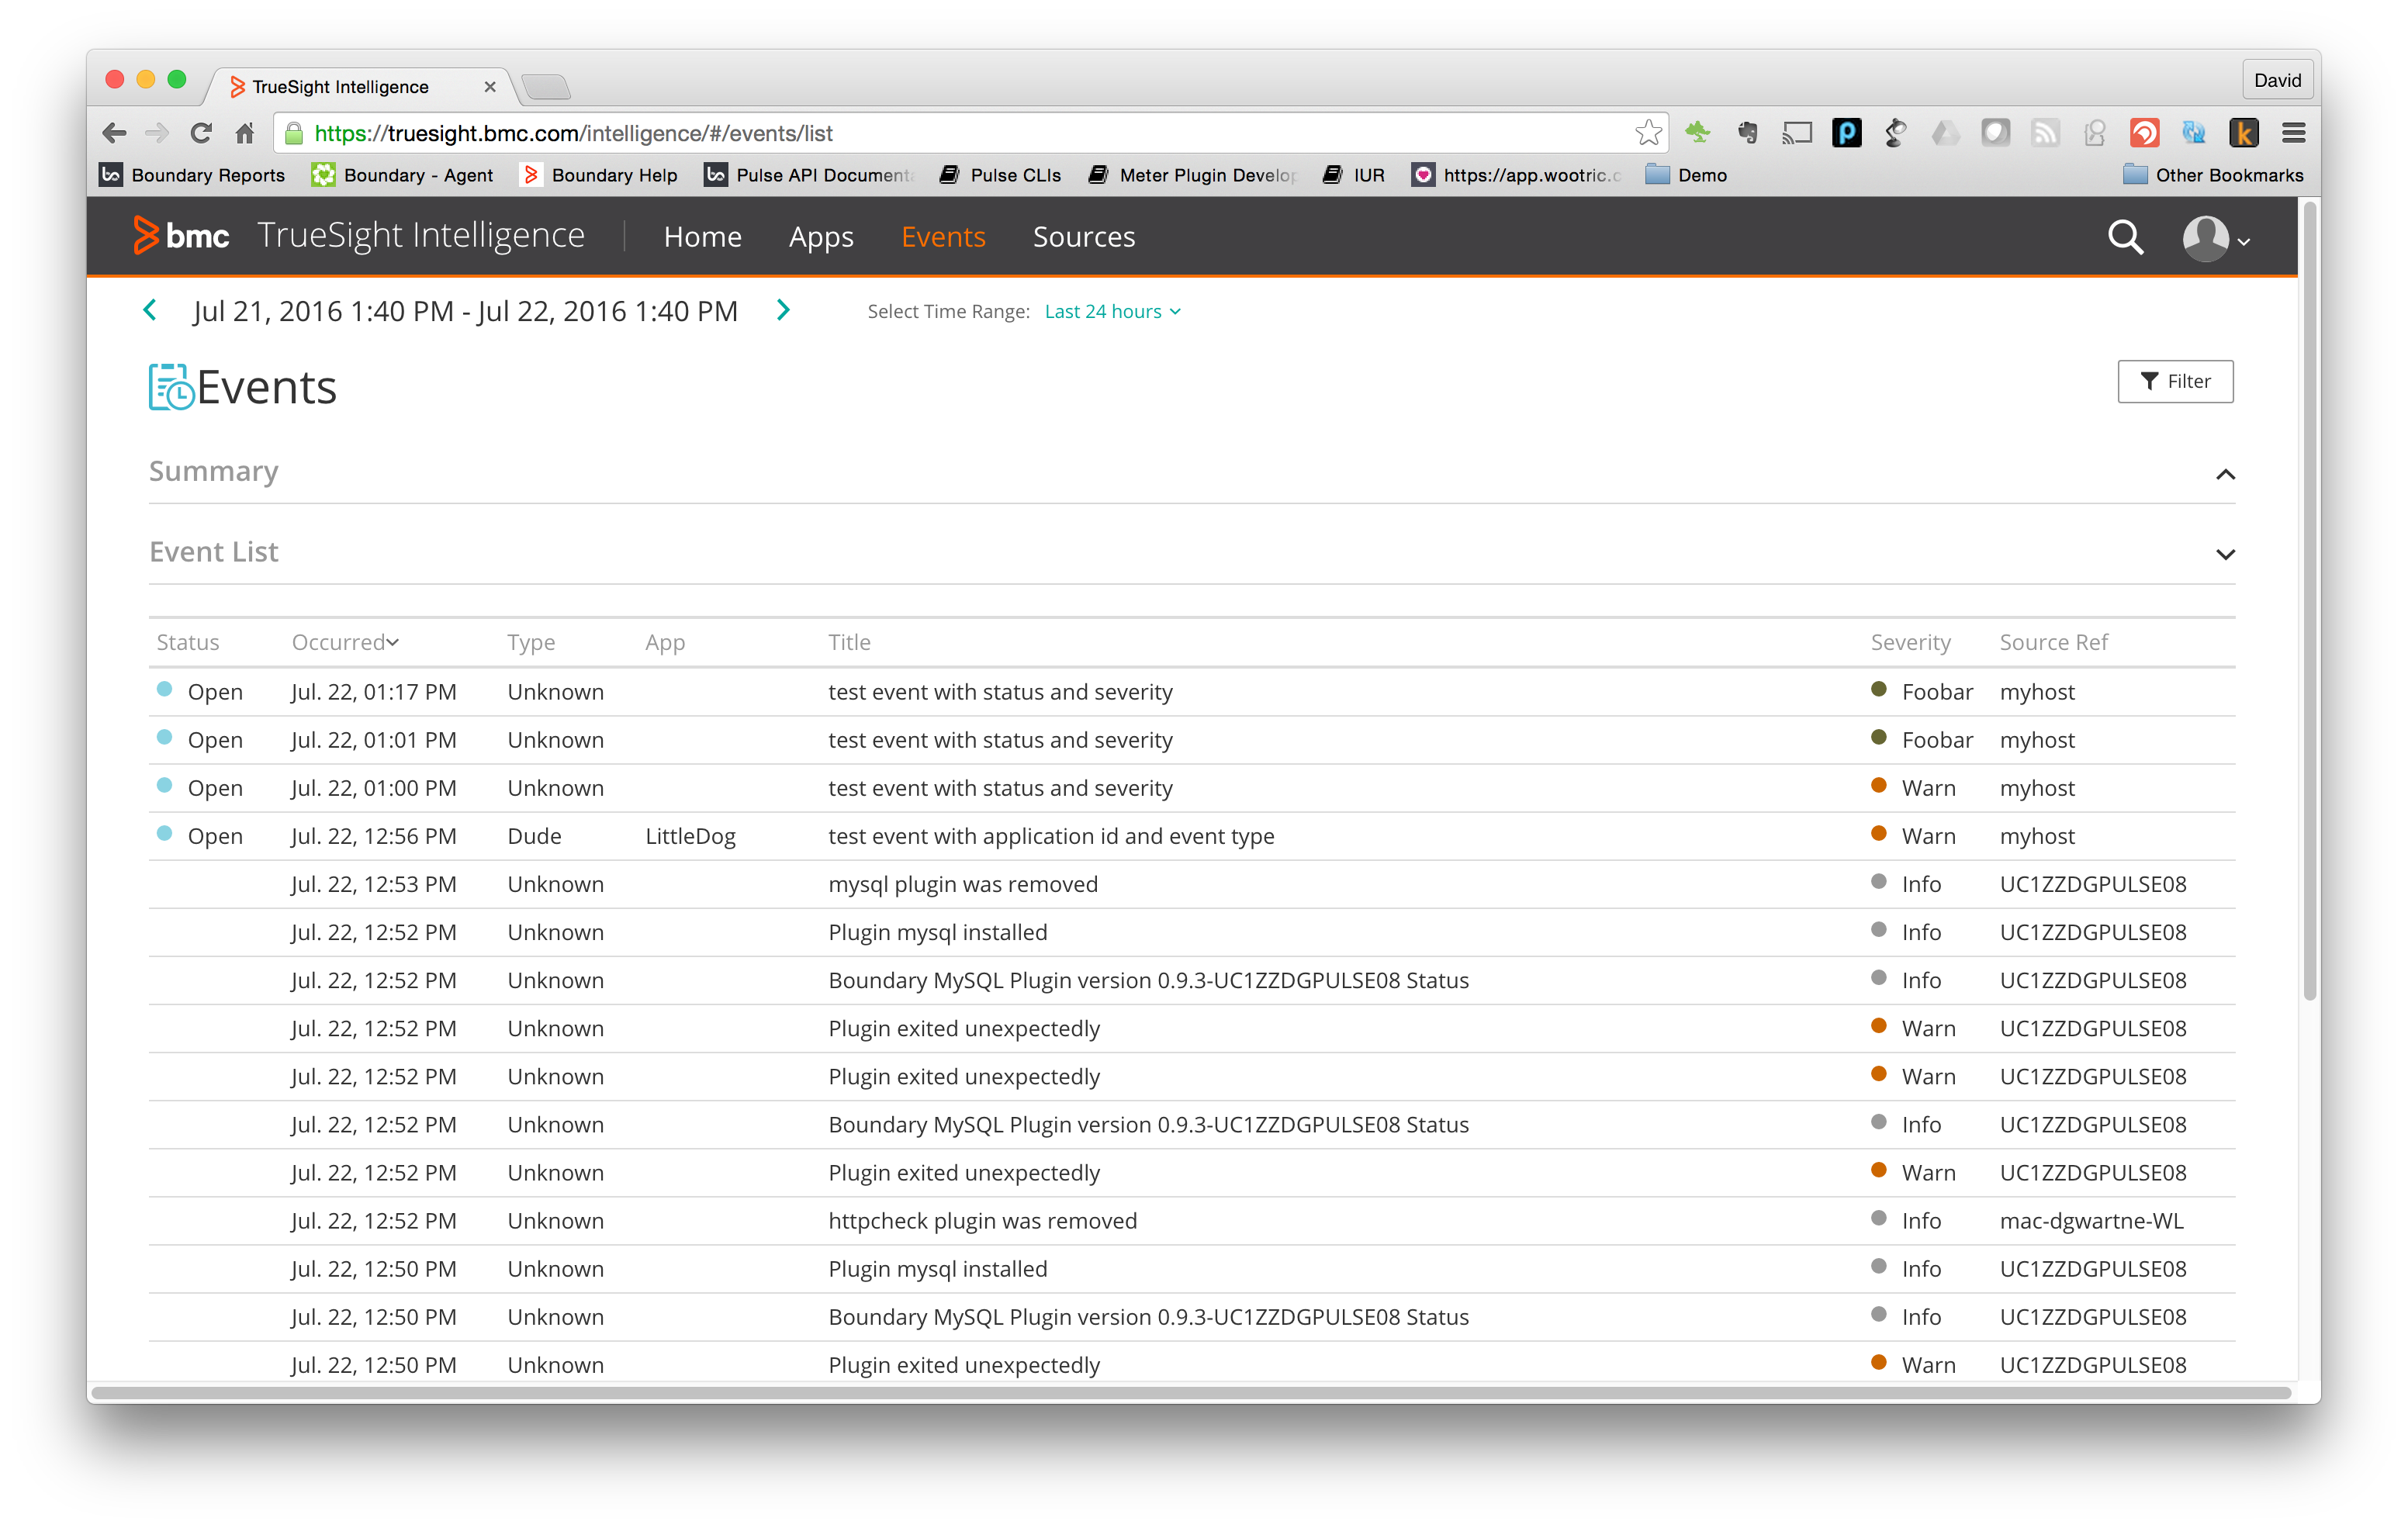 TrueSight Intelligence
David
https://truesight.bmc.com/intelligence/#/events/list
Boundary Reports Boundary - Agent Boundary Help Pulse API Document Pulse CLIs Meter Plugin Develop IUR https://app.wootric.c Demo Other Bookmarks
bmc TrueSight Intelligence Home Apps Events Sources
Jul 21, 2016 1:40 PM - Jul 22, 2016 1:40 PM Select Time Range: Last 24 hours
Events Filter
Summary
Event List
Status Occurred Type App Title Severity Source Ref
Open Jul. 22, 01:17 PM Unknown test event with status and severity Foobar myhost
Open Jul. 22, 01:01 PM Unknown test event with status and severity Foobar myhost
Open Jul. 22, 01:00 PM Unknown test event with status and severity Warn myhost
Open Jul. 22, 12:56 PM Dude LittleDog test event with application id and event type Warn myhost
Jul. 22, 12:53 PM Unknown mysql plugin was removed Info UC1ZZDGPULSE08
Jul. 22, 12:52 PM Unknown Plugin mysql installed Info UC1ZZDGPULSE08
Jul. 22, 12:52 PM Unknown Boundary MySQL Plugin version 0.9.3-UC1ZZDGPULSE08 Status Info UC1ZZDGPULSE08
Jul. 22, 12:52 PM Unknown Plugin exited unexpectedly Warn UC1ZZDGPULSE08
Jul. 22, 12:52 PM Unknown Plugin exited unexpectedly Warn UC1ZZDGPULSE08
Jul. 22, 12:52 PM Unknown Boundary MySQL Plugin version 0.9.3-UC1ZZDGPULSE08 Status Info UC1ZZDGPULSE08
Jul. 22, 12:52 PM Unknown Plugin exited unexpectedly Warn UC1ZZDGPULSE08
Jul. 22, 12:52 PM Unknown httpcheck plugin was removed Info mac-dgwartne-WL
Jul. 22, 12:50 PM Unknown Plugin mysql installed Info UC1ZZDGPULSE08
Jul. 22, 12:50 PM Unknown Boundary MySQL Plugin version 0.9.3-UC1ZZDGPULSE08 Status Info UC1ZZDGPULSE08
Jul. 22, 12:50 PM Unknown Plugin exited unexpectedly Warn UC1ZZDGPULSE08